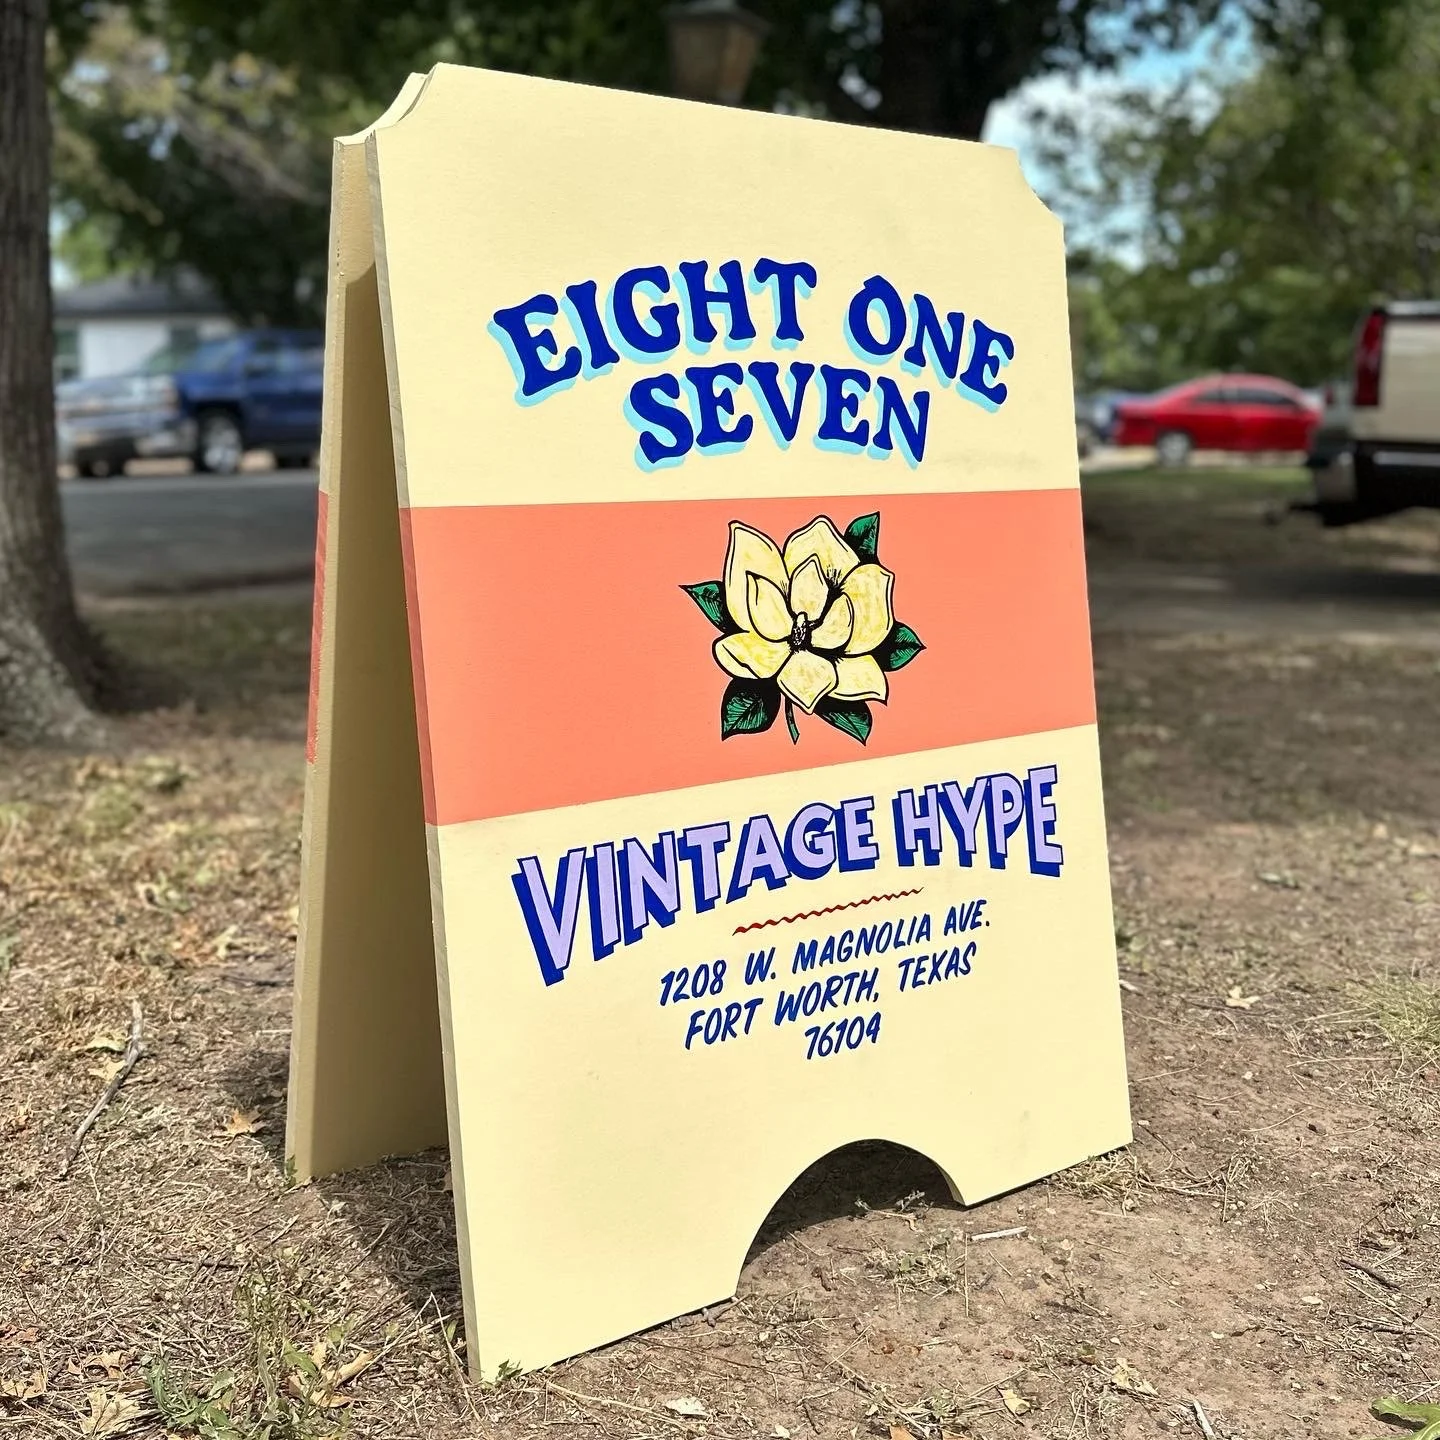 EIGHT ONE
SEVEN
VINTAGE HYPE
1208 W. MAGNOLIA AVE.
FORT WORTH, TEXAS
76104